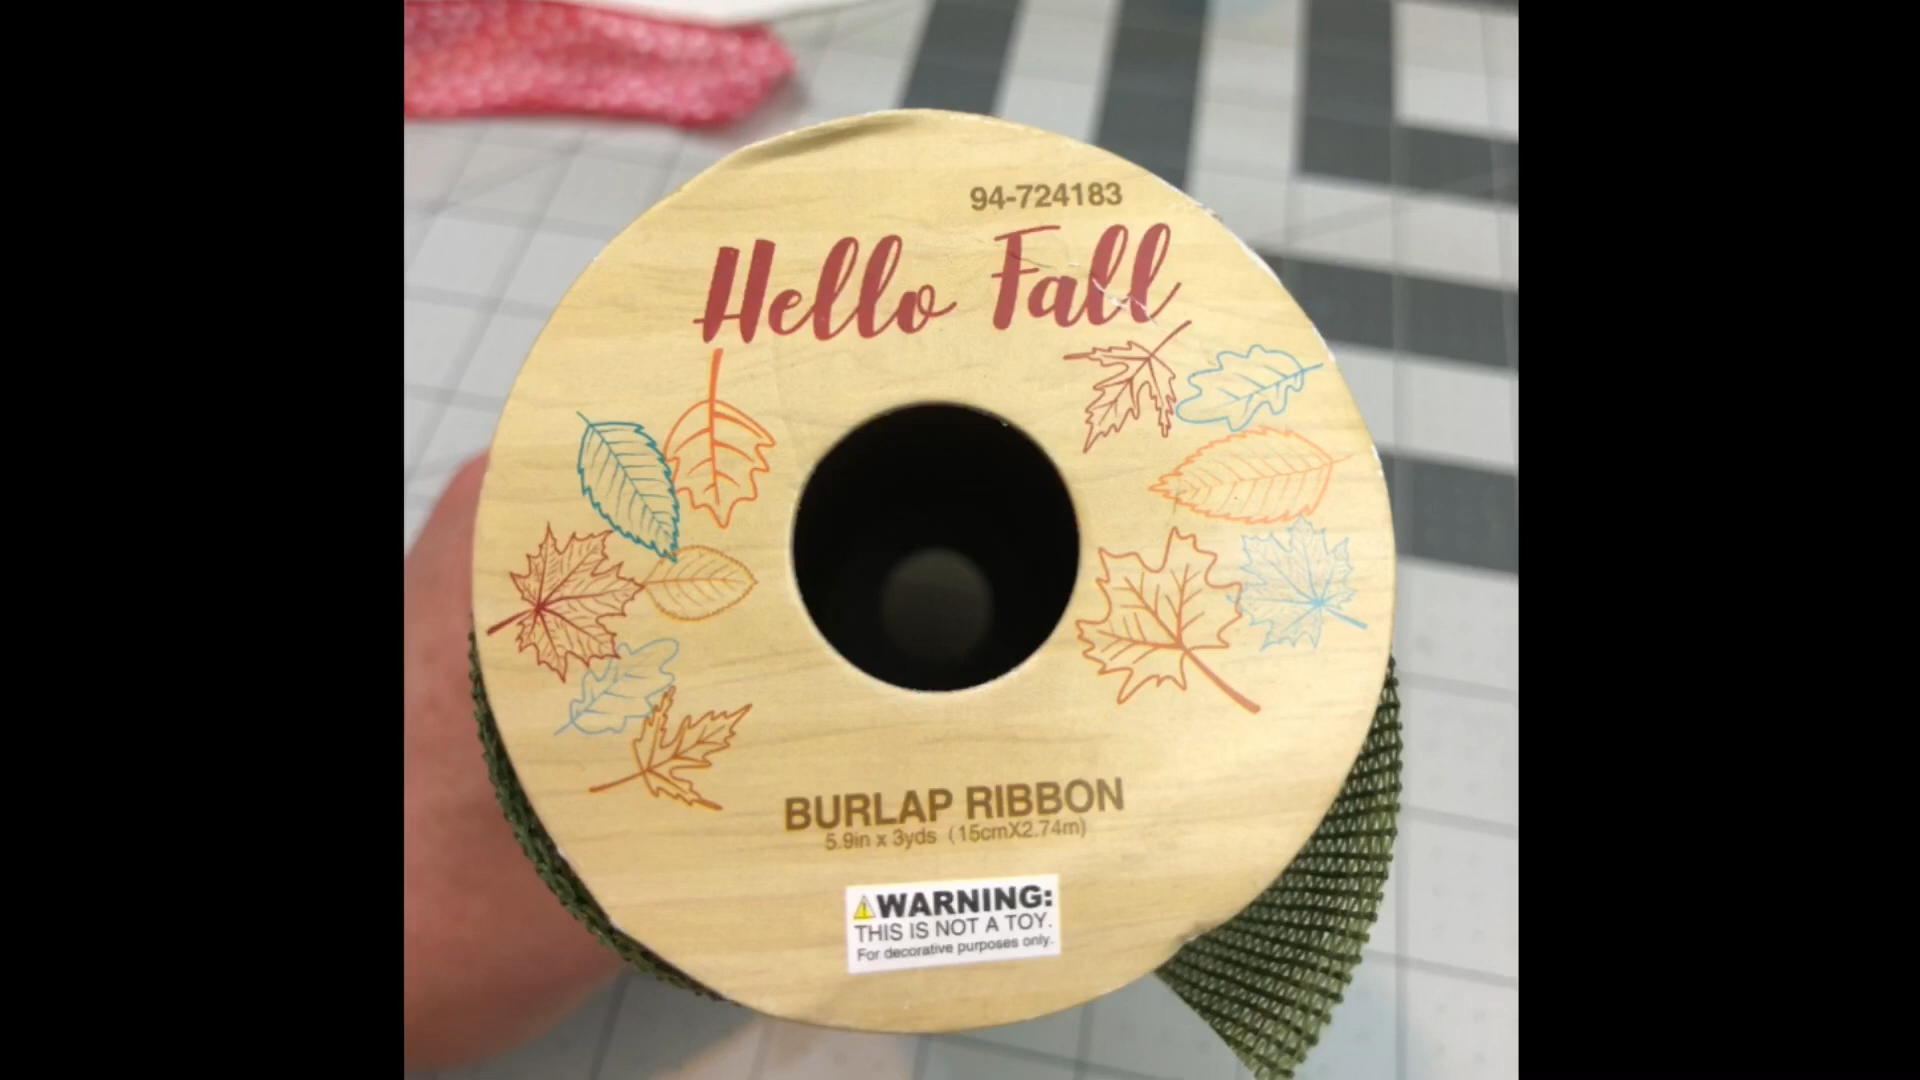 94-724183
Hello Fall
BURLAP RIBBON
5.9in x 3yds (15cmX2.74m)
WARNING:
THIS IS NOT A TOY.
For decorative purposes only.